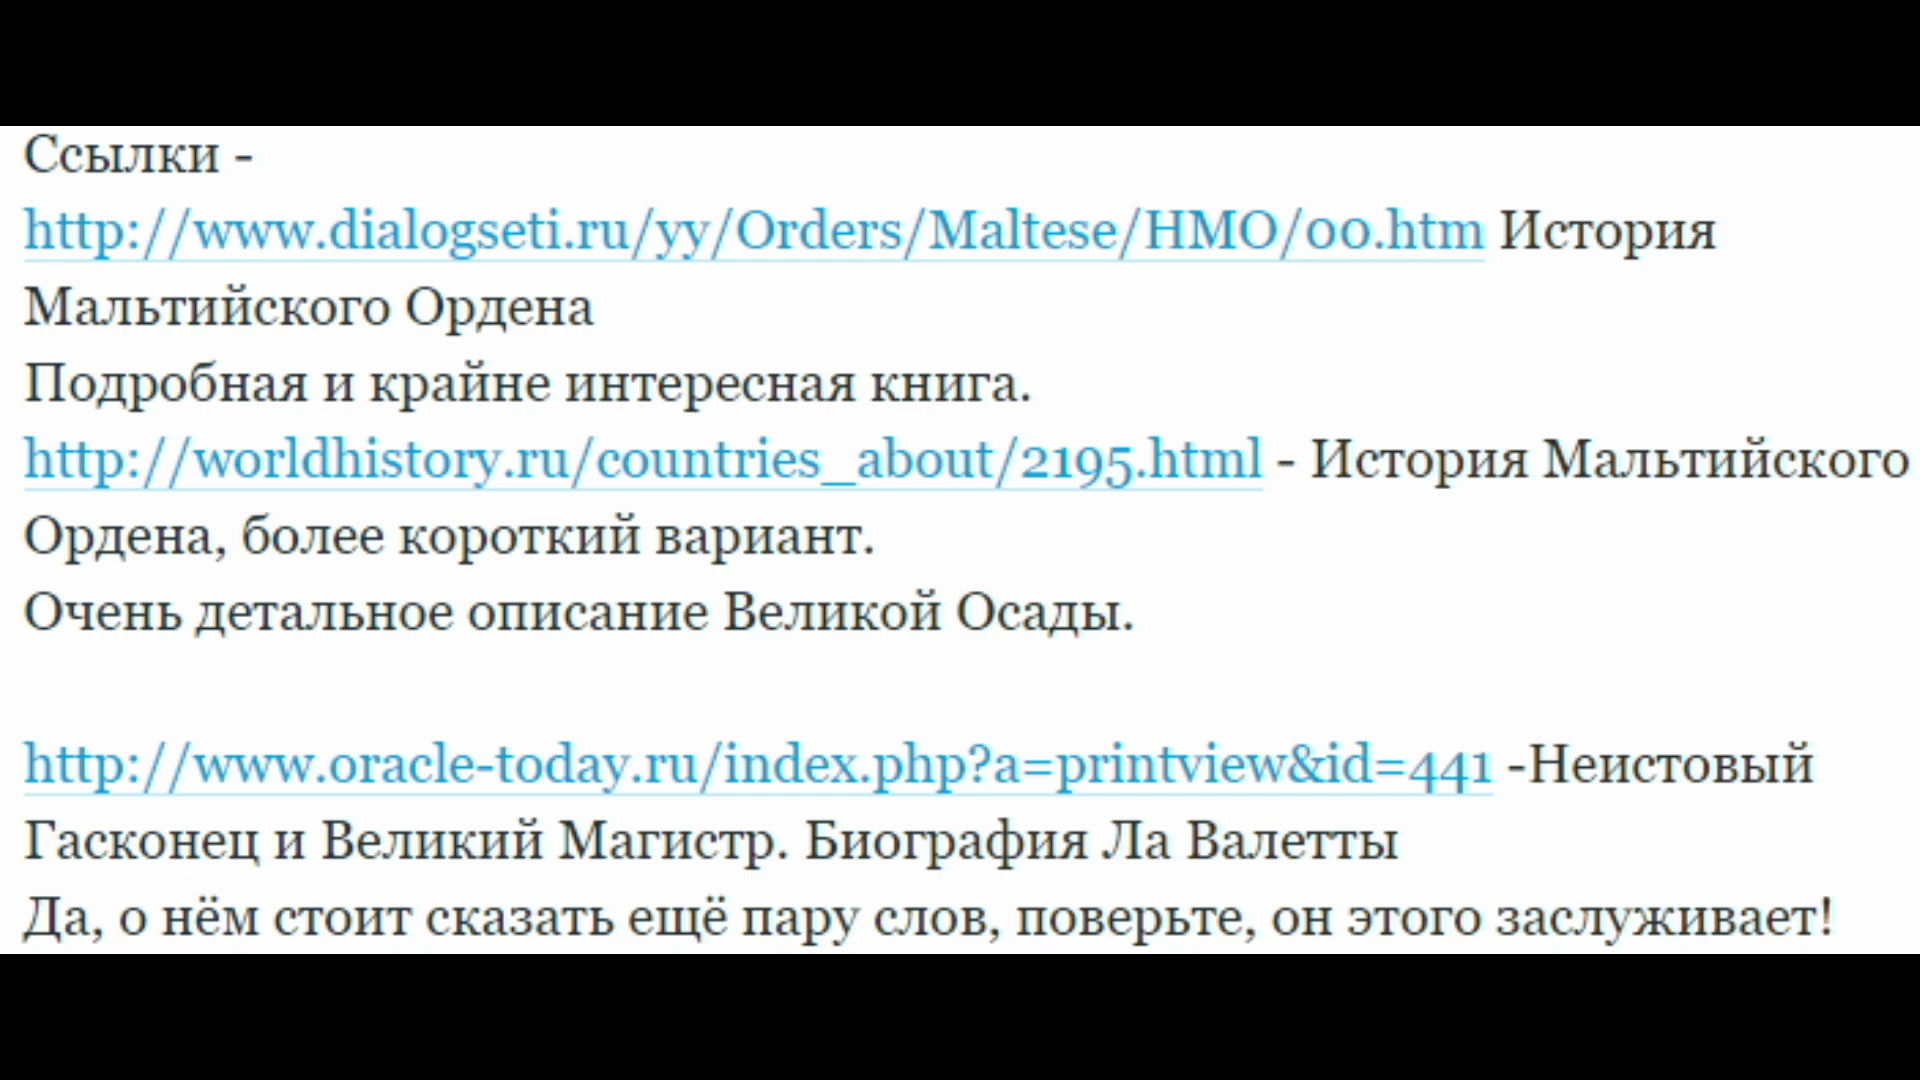 Ссылки -
http://www.dialogseti.ru/yy/Orders/Maltese/HMO/00.htm История
Мальтийского Ордена
Подробная и крайне интересная книга.
http://worldhistory.ru/countries_about/2195.html - История Мальтийского
Ордена, более короткий вариант.
Очень детальное описание Великой Осады.
http://www.oracle-today.ru/index.php?a=printview&id=441 -Неистовый
Гасконец и Великий Магистр. Биография Ла Валетты
Да, о нём стоит сказать ещё пару слов, поверьте, он этого заслуживает!